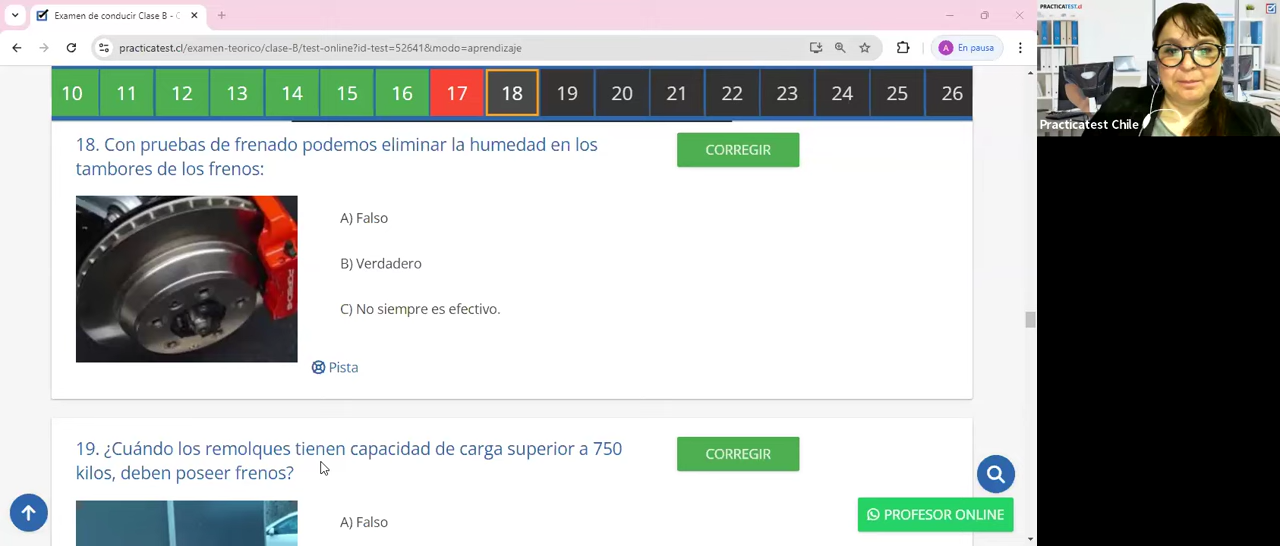 Examen de conducir Clase B - C
practicatest.cl/examen-teorico/clase-B/test-online?id-test=52641&modo=aprendizaje
A En pausa
10 11 12 13 14 15 16 17 18 19 20 21 22 23 24 25 26
18. Con pruebas de frenado podemos eliminar la humedad en los
tambores de los frenos:
CORREGIR
A) Falso
B) Verdadero
C) No siempre es efectivo.
Pista
19. ¿Cuándo los remolques tienen capacidad de carga superior a 750
kilos, deben poseer frenos?
CORREGIR
A) Falso
PROFESOR ONLINE
PRACTICATEST.CL
Practicatest Chile